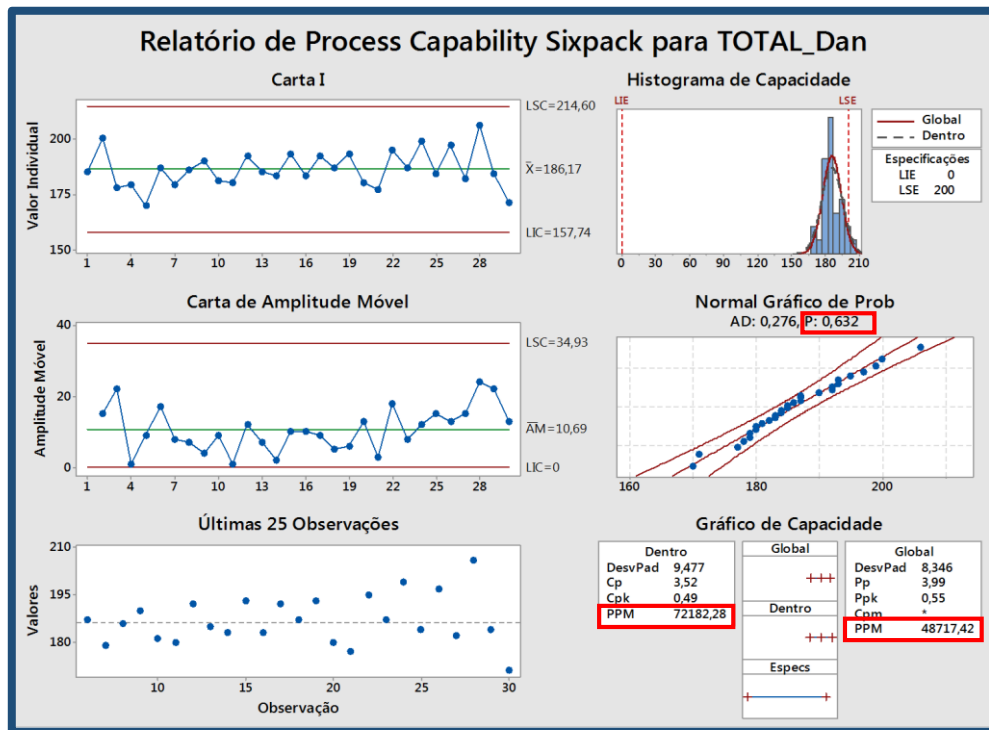 Relatório de Process Capability Sixpack para TOTAL_Dan
Carta I
Valor Individual
200
175
150
1 4 7 10 13 16 19 22 25 28
LSC=214,60
X̄=186,17
LIC=157,74
Histograma de Capacidade
LIE
LSE
0 30 60 90 120 150 180 210
Global
Dentro
Especificações
LIE 0
LSE 200
Carta de Amplitude Móvel
Amplitude Móvel
40
20
0
1 4 7 10 13 16 19 22 25 28
LSC=34,93
A̅M̅=10,69
LIC=0
Normal Gráfico de Prob
AD: 0,276, P: 0,632
160 180 200
Últimas 25 Observações
Valores
210
195
180
10 15 20 25 30
Observação
Gráfico de Capacidade
Dentro
DesvPad 9,477
Cp 3,52
Cpk 0,49
PPM 72182,28
Global
Dentro
Especs
Global
DesvPad 8,346
Pp 3,99
Ppk 0,55
Cpm *
PPM 48717,42